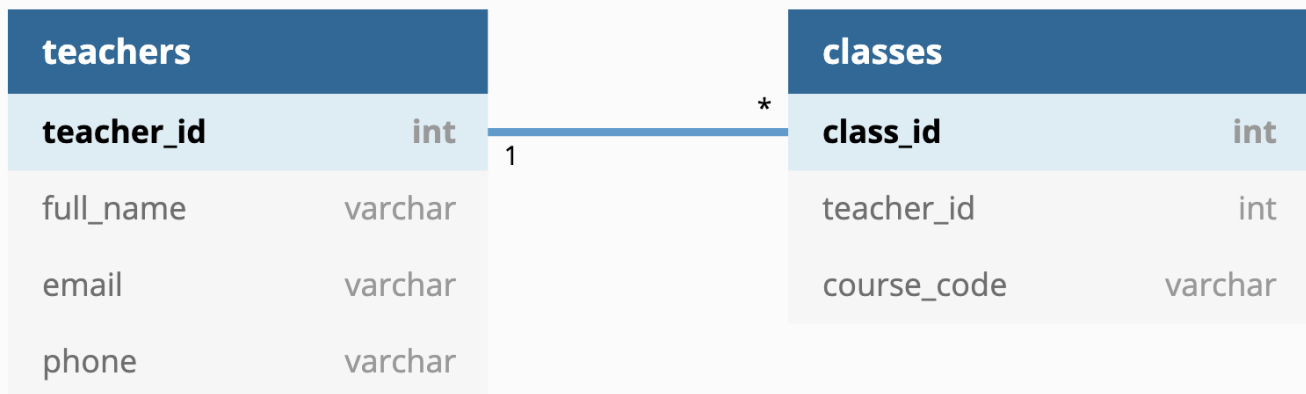 teachers
teacher_id int
full_name varchar
email varchar
phone varchar
1
*
classes
class_id int
teacher_id int
course_code varchar